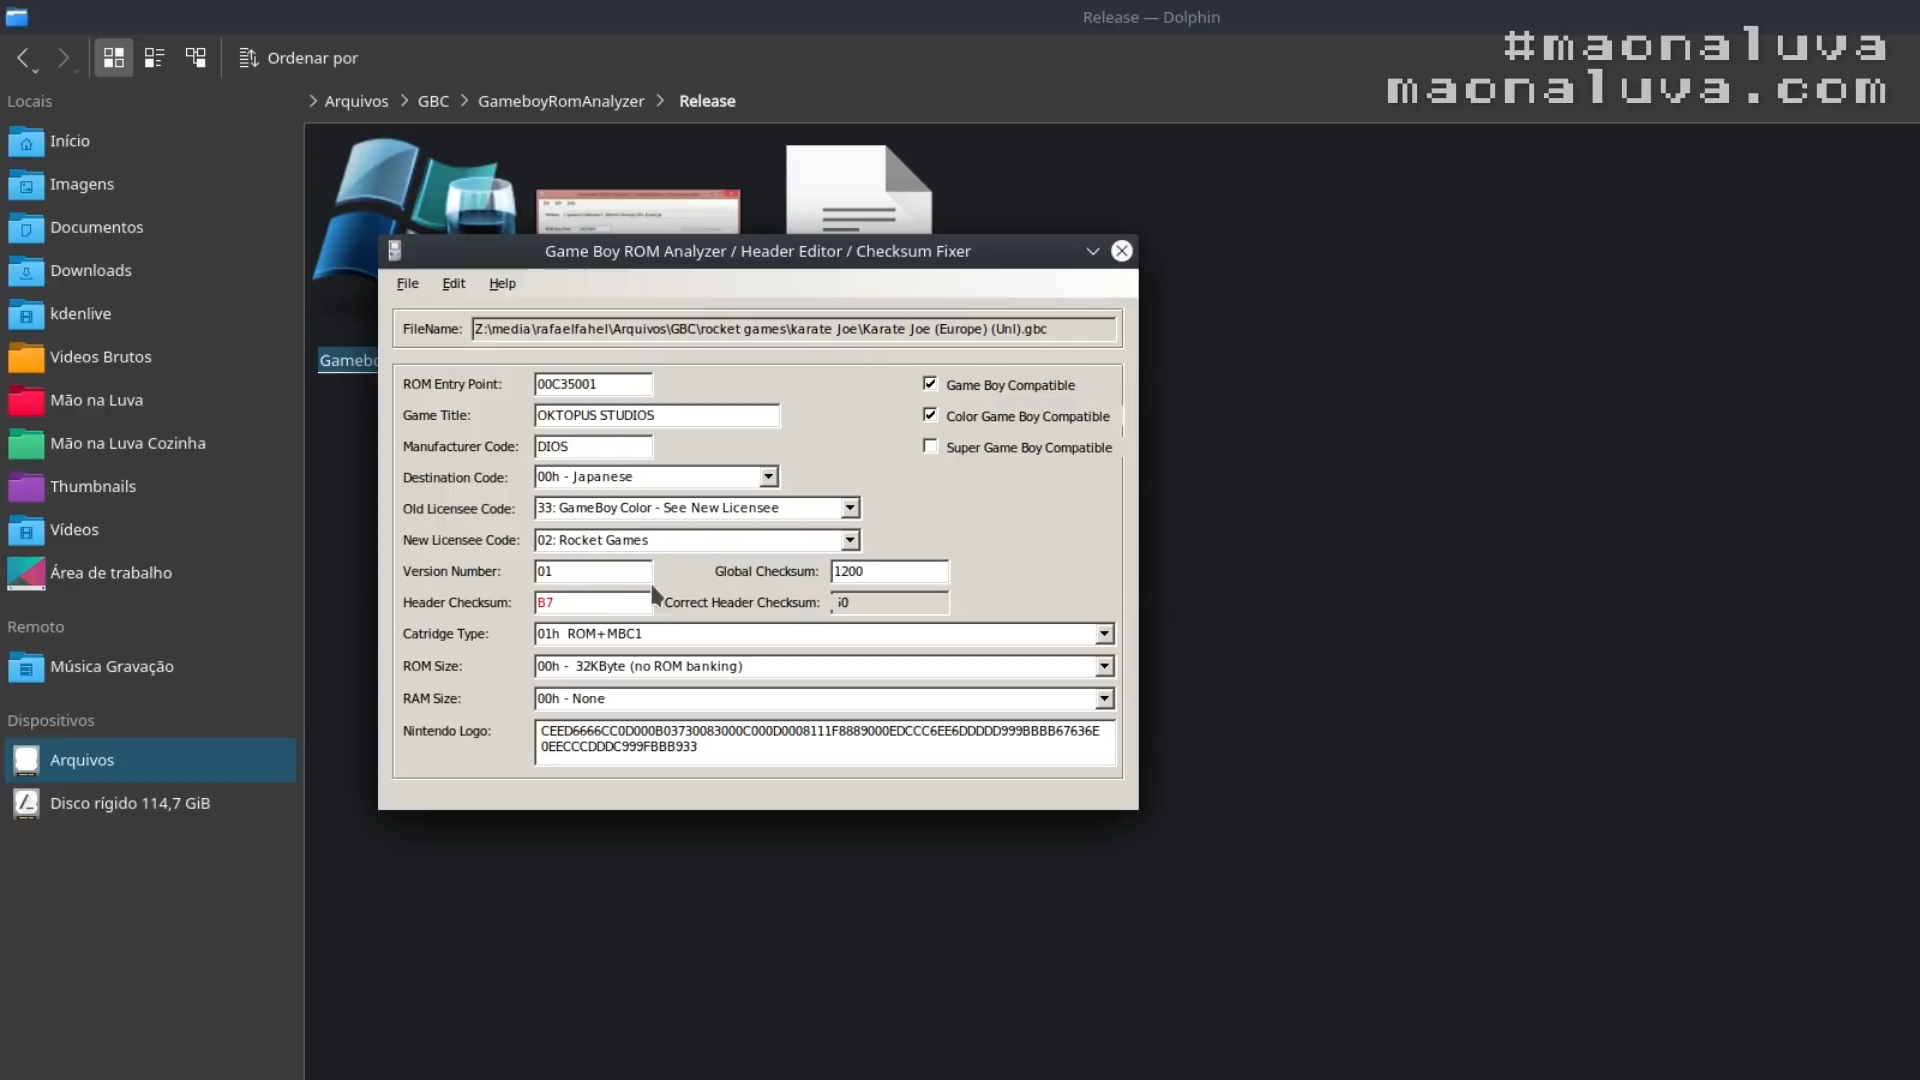 Release — Dolphin
Ordenar por
#maonaluva
maonaluva.com
Locais
Arquivos
GBC
GameboyRomAnalyzer
Release
Início
Imagens
Documentos
Downloads
kdenlive
Videos Brutos
Mão na Luva
Mão na Luva Cozinha
Thumbnails
Vídeos
Área de trabalho
Remoto
Música Gravação
Dispositivos
Arquivos
Disco rígido 114,7 GiB
Game Boy ROM Analyzer / Header Editor / Checksum Fixer
File Edit Help
FileName: Z:\media\rafaelfahel\Arquivos\GBC\rocket games\karate Joe\Karate Joe (Europe) (Unl).gbc
ROM Entry Point: 00C35001
Game Boy Compatible
Game Title: OKTOPUS STUDIOS
Color Game Boy Compatible
Manufacturer Code: DIOS
Super Game Boy Compatible
Destination Code: 00h - Japanese
Old Licensee Code: 33: GameBoy Color - See New Licensee
New Licensee Code: 02: Rocket Games
Version Number: 01
Global Checksum: 1200
Header Checksum: B7
Correct Header Checksum:
Catridge Type: 01h ROM+MBC1
ROM Size: 00h - 32KByte (no ROM banking)
RAM Size: 00h - None
Nintendo Logo: CEED6666CC0D000B03730083000C000D0008111F8889000EDCCC6EE6DDDDD999BBBB67636E
0EECCCDDDC999FBBB933